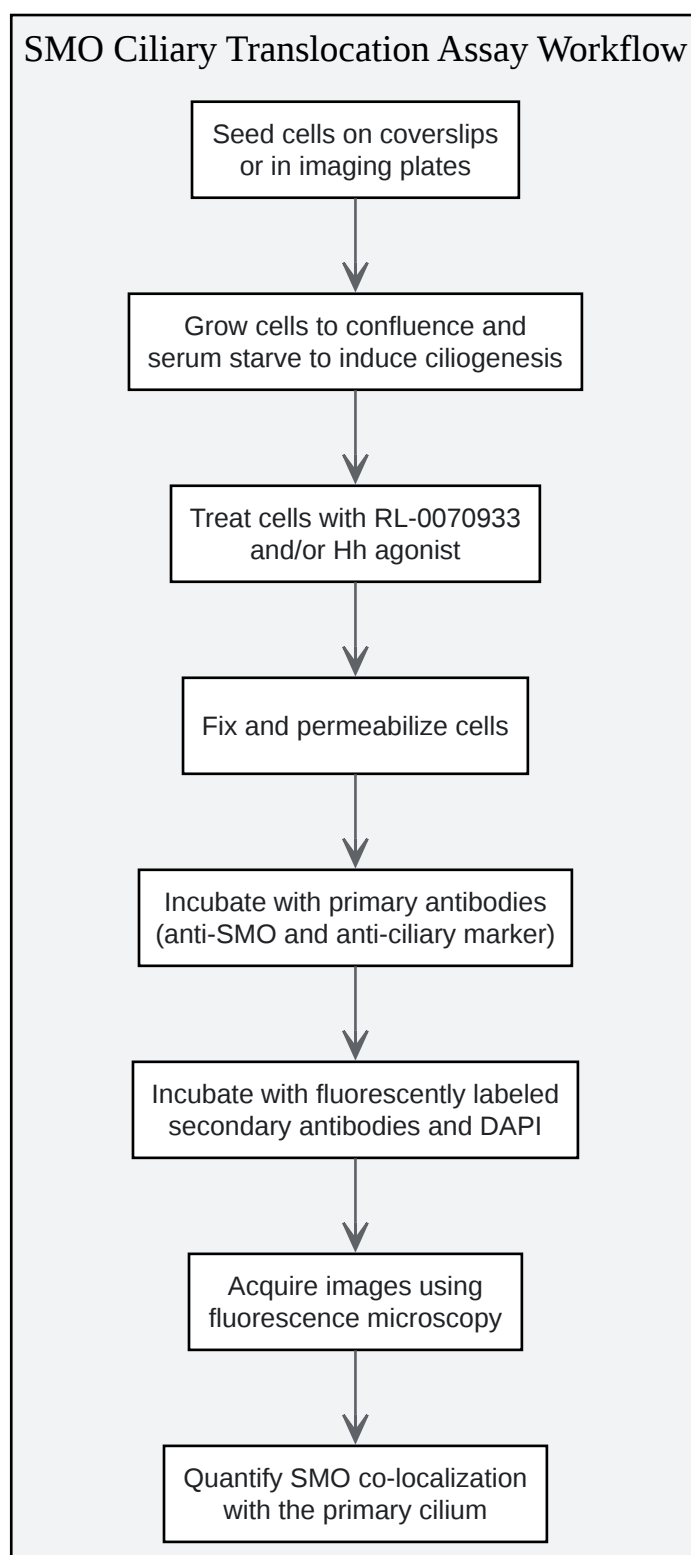 SMO Ciliary Translocation Assay Workflow
Seed cells on coverslips
or in imaging plates
Grow cells to confluence and
serum starve to induce ciliogenesis
Treat cells with RL-0070933
and/or Hh agonist
Fix and permeabilize cells
Incubate with primary antibodies
(anti-SMO and anti-ciliary marker)
Incubate with fluorescently labeled
secondary antibodies and DAPI
Acquire images using
fluorescence microscopy
Quantify SMO co-localization
with the primary cilium